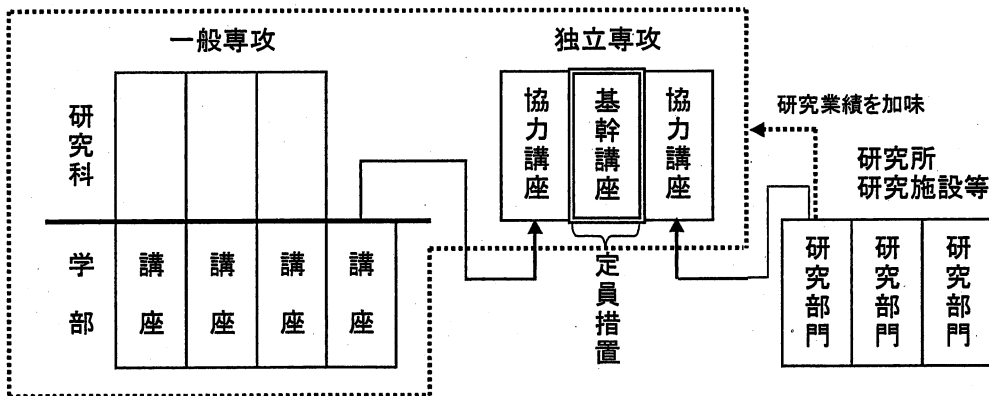 一般専攻
独立専攻
研究科
協力講座
基幹講座
協力講座
研究業績を加味
研究所
研究施設等
学部
講座
講座
講座
講座
定員措置
研究部門
研究部門
研究部門